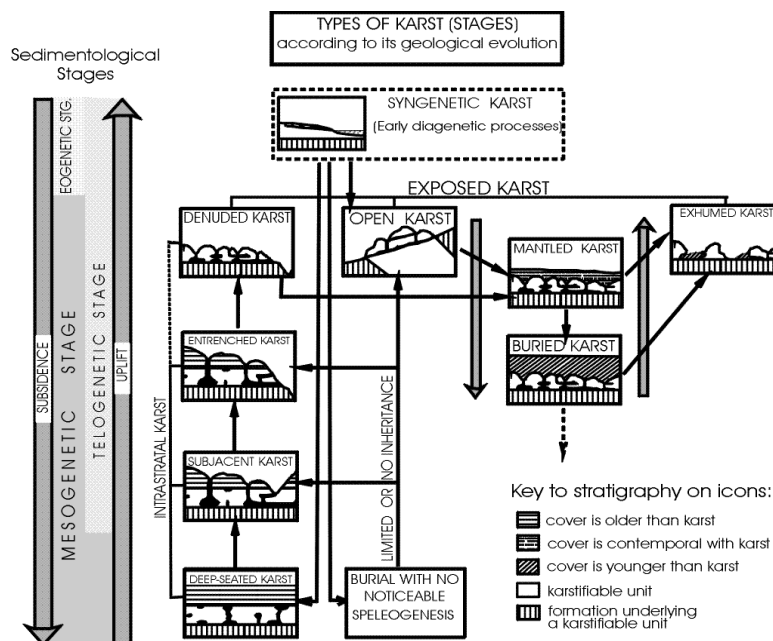 TYPES OF KARST (STAGES)
according to its geological evolution
Sedimentological
Stages
SYNGENETIC KARST
(Early diagenetic processes)
EOGENETIC STG.
MESOGENETIC STAGE
TELOGENETIC STAGE
SUBSIDENCE
UPLIFT
EXPOSED KARST
DENUDED KARST
OPEN KARST
EXHUMED KARST
MANTLED KARST
ENTRENCHED KARST
BURIED KARST
INTRASTRATAL KARST
LIMITED OR NO INHERITANCE
SUBJACENT KARST
DEEP-SEATED KARST
BURIAL WITH NO
NOTICEABLE
SPELEOGENESIS
Key to stratigraphy on icons:
cover is older than karst
cover is contemporal with karst
cover is younger than karst
karstifiable unit
formation underlying
a karstifiable unit